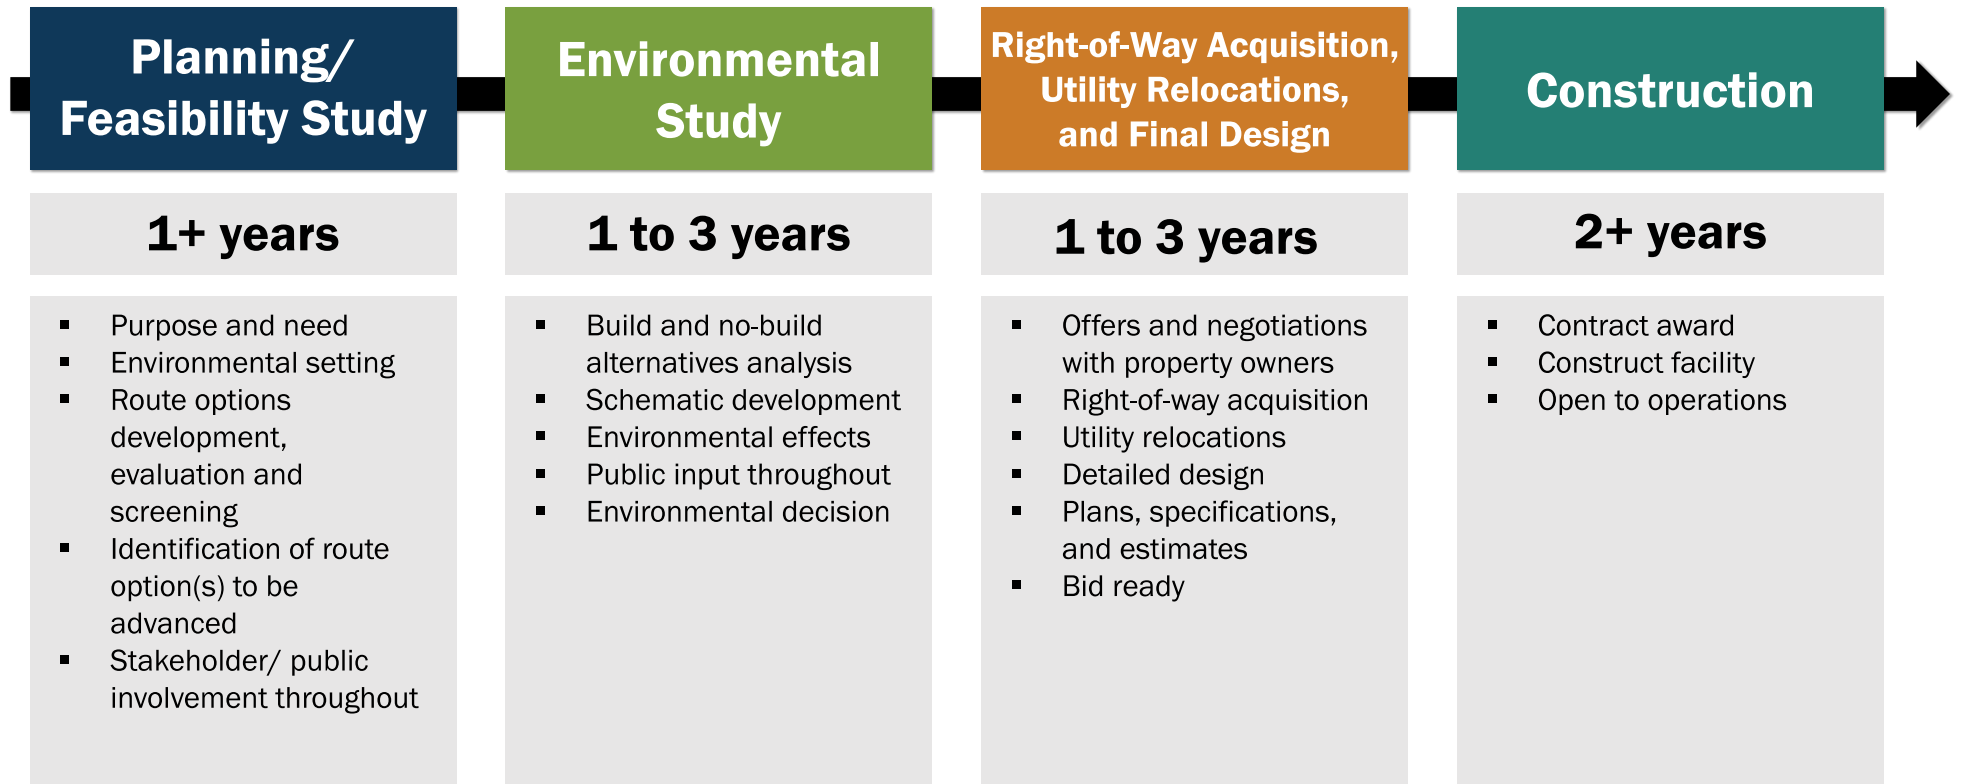 Planning/
Feasibility Study
1+ years
▪ Purpose and need
▪ Environmental setting
▪ Route options
development,
evaluation and
screening
▪ Identification of route
option(s) to be
advanced
▪ Stakeholder/ public
involvement throughout
Environmental
Study
1 to 3 years
▪ Build and no-build
alternatives analysis
▪ Schematic development
▪ Environmental effects
▪ Public input throughout
▪ Environmental decision
Right-of-Way Acquisition,
Utility Relocations,
and Final Design
1 to 3 years
▪ Offers and negotiations
with property owners
▪ Right-of-way acquisition
▪ Utility relocations
▪ Detailed design
▪ Plans, specifications,
and estimates
▪ Bid ready
Construction
2+ years
▪ Contract award
▪ Construct facility
▪ Open to operations